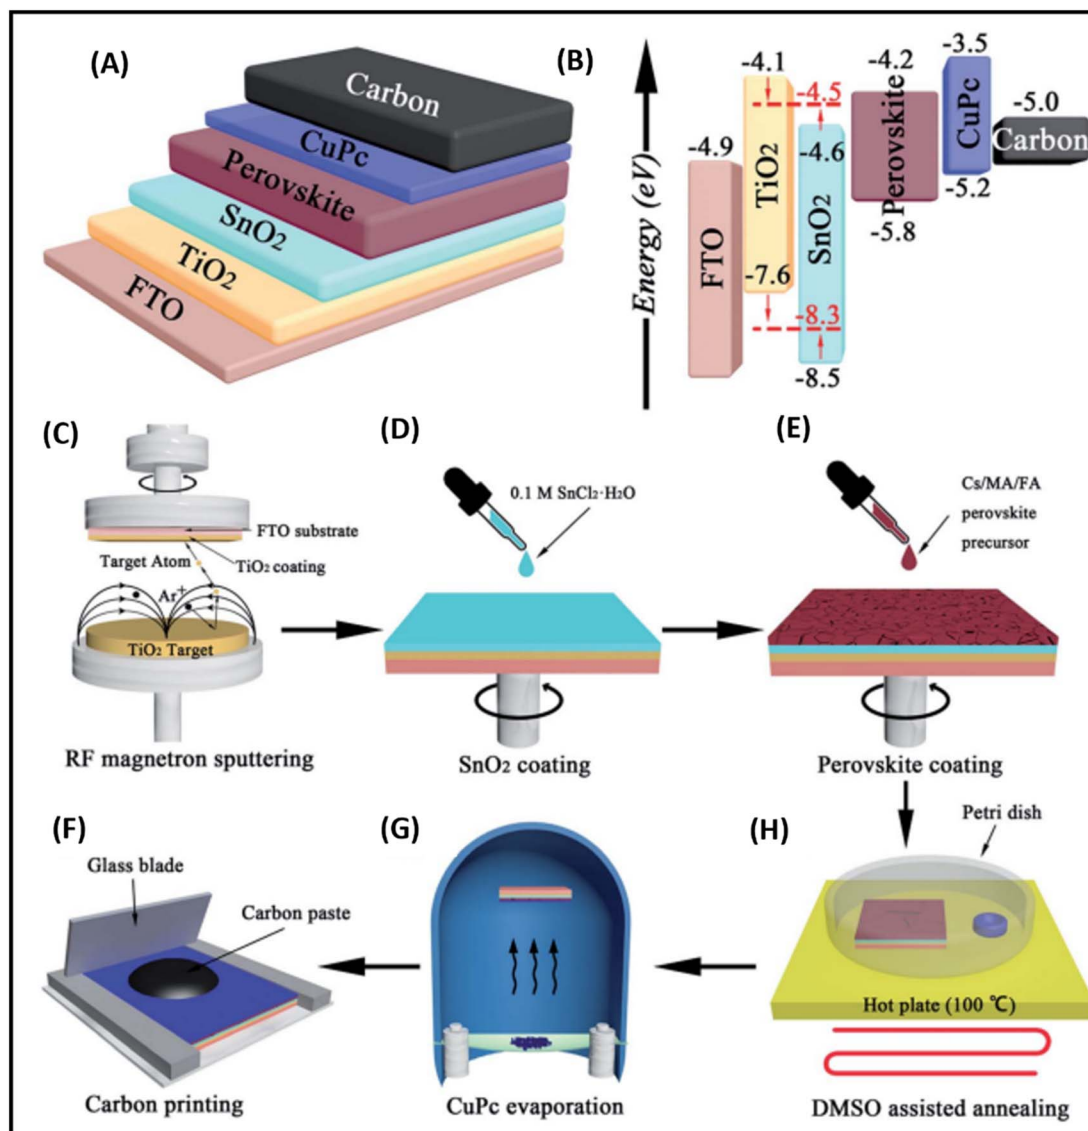 (A)
Carbon
CuPc
Perovskite
SnO2
TiO2
FTO
(B)
Energy (eV)
-4.9
FTO
-4.1
TiO2
-7.6
-4.5
-4.6
SnO2
-8.3
-8.5
-4.2
Perovskite
-5.8
-3.5
CuPc
-5.2
-5.0
Carbon
(C)
FTO substrate
TiO2 coating
Target Atom
Ar+
TiO2 Target
RF magnetron sputtering
(D)
0.1 M SnCl2·H2O
SnO2 coating
(E)
Cs/MA/FA
perovskite
precursor
Perovskite coating
(F)
Glass blade
Carbon paste
Carbon printing
(G)
CuPc evaporation
(H)
Petri dish
Hot plate (100 ℃)
DMSO assisted annealing